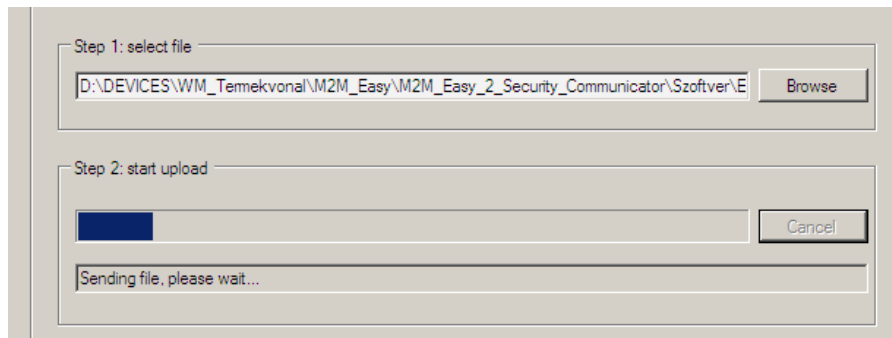 Step 1: select file
D:\DEVICES\WM_Termekvonal\M2M_Easy\M2M_Easy_2_Security_Communicator\Szoftver\E
Browse
Step 2: start upload
Cancel
Sending file, please wait...